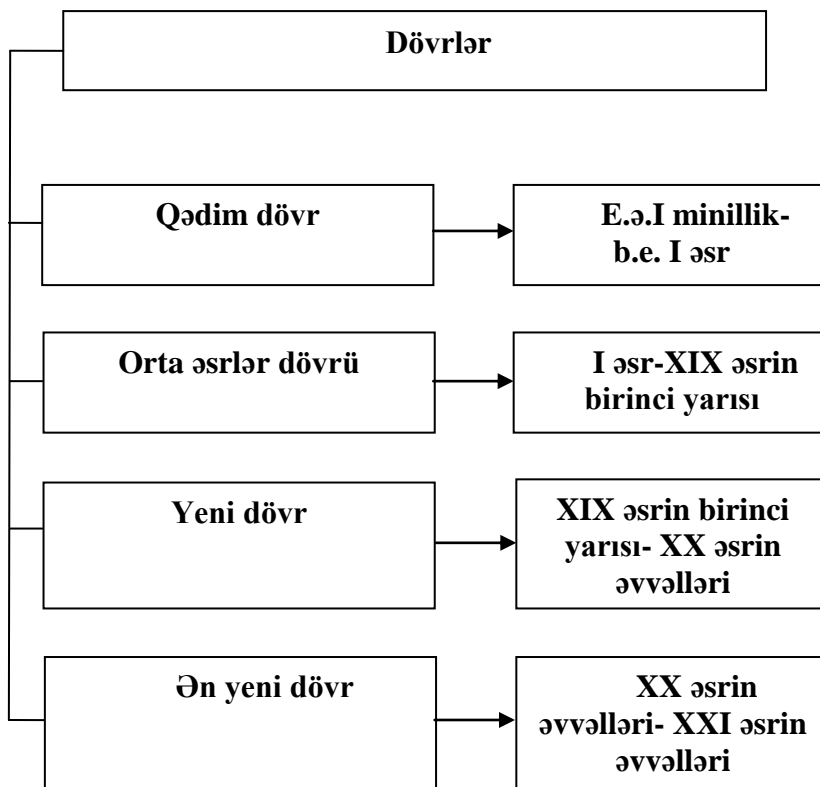 Dövrlər
Qədim dövr
E.ə.I minillik-
b.e. I əsr
Orta əsrlər dövrü
I əsr-XIX əsrin
birinci yarısı
Yeni dövr
XIX əsrin birinci
yarısı- XX əsrin
əvvəlləri
Ən yeni dövr
XX əsrin
əvvəlləri- XXI əsrin
əvvəlləri